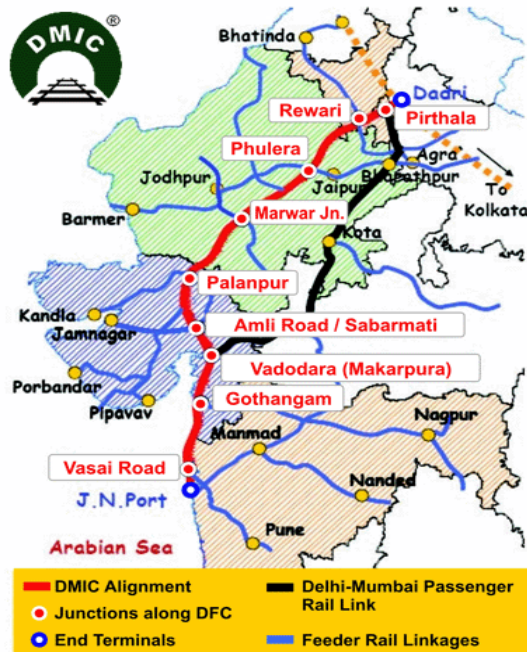 DMIC
Bhatinda
Dadri
Rewari
Pirthala
Phulera
Agra
Jaipur
Bharathpur
Jodhpur
To
Kolkata
Barmer
Marwar Jn.
Kota
Palanpur
Kandla
Jamnagar
Amli Road / Sabarmati
Vadodara (Makarpura)
Porbandar
Pipavav
Gothangam
Nagpur
Manmad
Vasai Road
Nanded
J.N.Port
Pune
Arabian Sea
DMIC Alignment
Delhi-Mumbai Passenger
Rail Link
Junctions along DFC
End Terminals
Feeder Rail Linkages